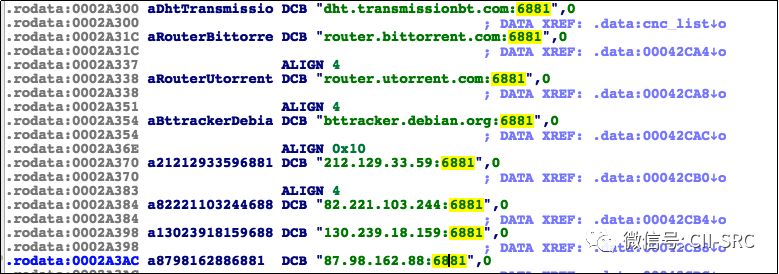 .rodata:0002A300 aDhtTransmissio DCB "dht.transmissionbt.com:6881",0
.rodata:0002A300 ; DATA XREF: .data:cnc_list↓o
.rodata:0002A31C aRouterBittorre DCB "router.bittorrent.com:6881",0
.rodata:0002A31C ; DATA XREF: .data:00042CA4↓o
.rodata:0002A337 ALIGN 4
.rodata:0002A338 aRouterUtorrent DCB "router.utorrent.com:6881",0
.rodata:0002A338 ; DATA XREF: .data:00042CA8↓o
.rodata:0002A351 ALIGN 4
.rodata:0002A354 aBttrackerDebia DCB "bttracker.debian.org:6881",0
.rodata:0002A354 ; DATA XREF: .data:00042CAC↓o
.rodata:0002A36E ALIGN 0x10
.rodata:0002A370 a21212933596881 DCB "212.129.33.59:6881",0
.rodata:0002A370 ; DATA XREF: .data:00042CB0↓o
.rodata:0002A383 ALIGN 4
.rodata:0002A384 a82221103244688 DCB "82.221.103.244:6881",0
.rodata:0002A384 ; DATA XREF: .data:00042CB4↓o
.rodata:0002A398 a13023918159688 DCB "130.239.18.159:6881",0
.rodata:0002A398 ; DATA XREF: .data:00042CB8↓o
.rodata:0002A3AC a8798162886881 DCB "87.98.162.88:6881",0
微信号: CII-SRC